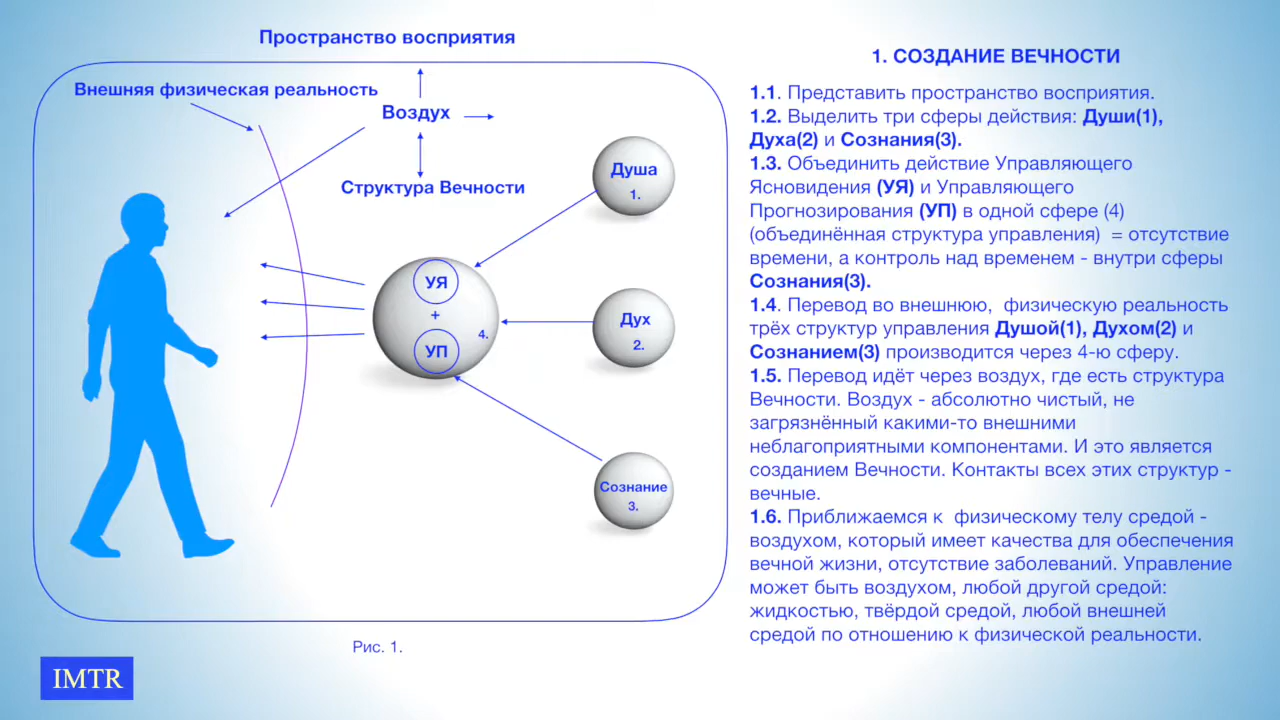 Пространство восприятия
Внешняя физическая реальность
Воздух
Структура Вечности
Душа
1.
УЯ
+
4.
УП
Дух
2.
Сознание
3.
Рис. 1.
IMTR
1. СОЗДАНИЕ ВЕЧНОСТИ
1.1. Представить пространство восприятия.
1.2. Выделить три сферы действия: Души(1),
Духа(2) и Сознания(3).
1.3. Объединить действие Управляющего
Ясновидения (УЯ) и Управляющего
Прогнозирования (УП) в одной сфере (4)
(объединённая структура управления)  = отсутствие
времени, а контроль над временем - внутри сферы
Сознания(3).
1.4. Перевод во внешнюю,  физическую реальность
трёх структур управления Душой(1), Духом(2) и
Сознанием(3) производится через 4-ю сферу.
1.5. Перевод идёт через воздух, где есть структура
Вечности. Воздух - абсолютно чистый, не
загрязнённый какими-то внешними
неблагоприятными компонентами. И это является
созданием Вечности. Контакты всех этих структур -
вечные.
1.6. Приближаемся к  физическому телу средой -
воздухом, который имеет качества для обеспечения
вечной жизни, отсутствие заболеваний. Управление
может быть воздухом, любой другой средой:
жидкостью, твёрдой средой, любой внешней
средой по отношению к физической реальности.